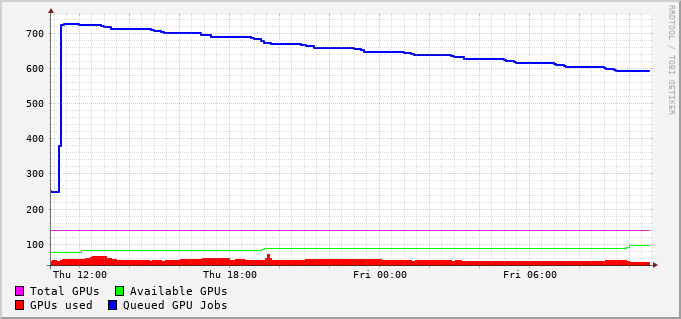 RRDTOOL / TOBI OETIKER
700
600
500
400
300
200
100
Thu 12:00 Thu 18:00 Fri 00:00 Fri 06:00
Total GPUs Available GPUs
GPUs used Queued GPU Jobs